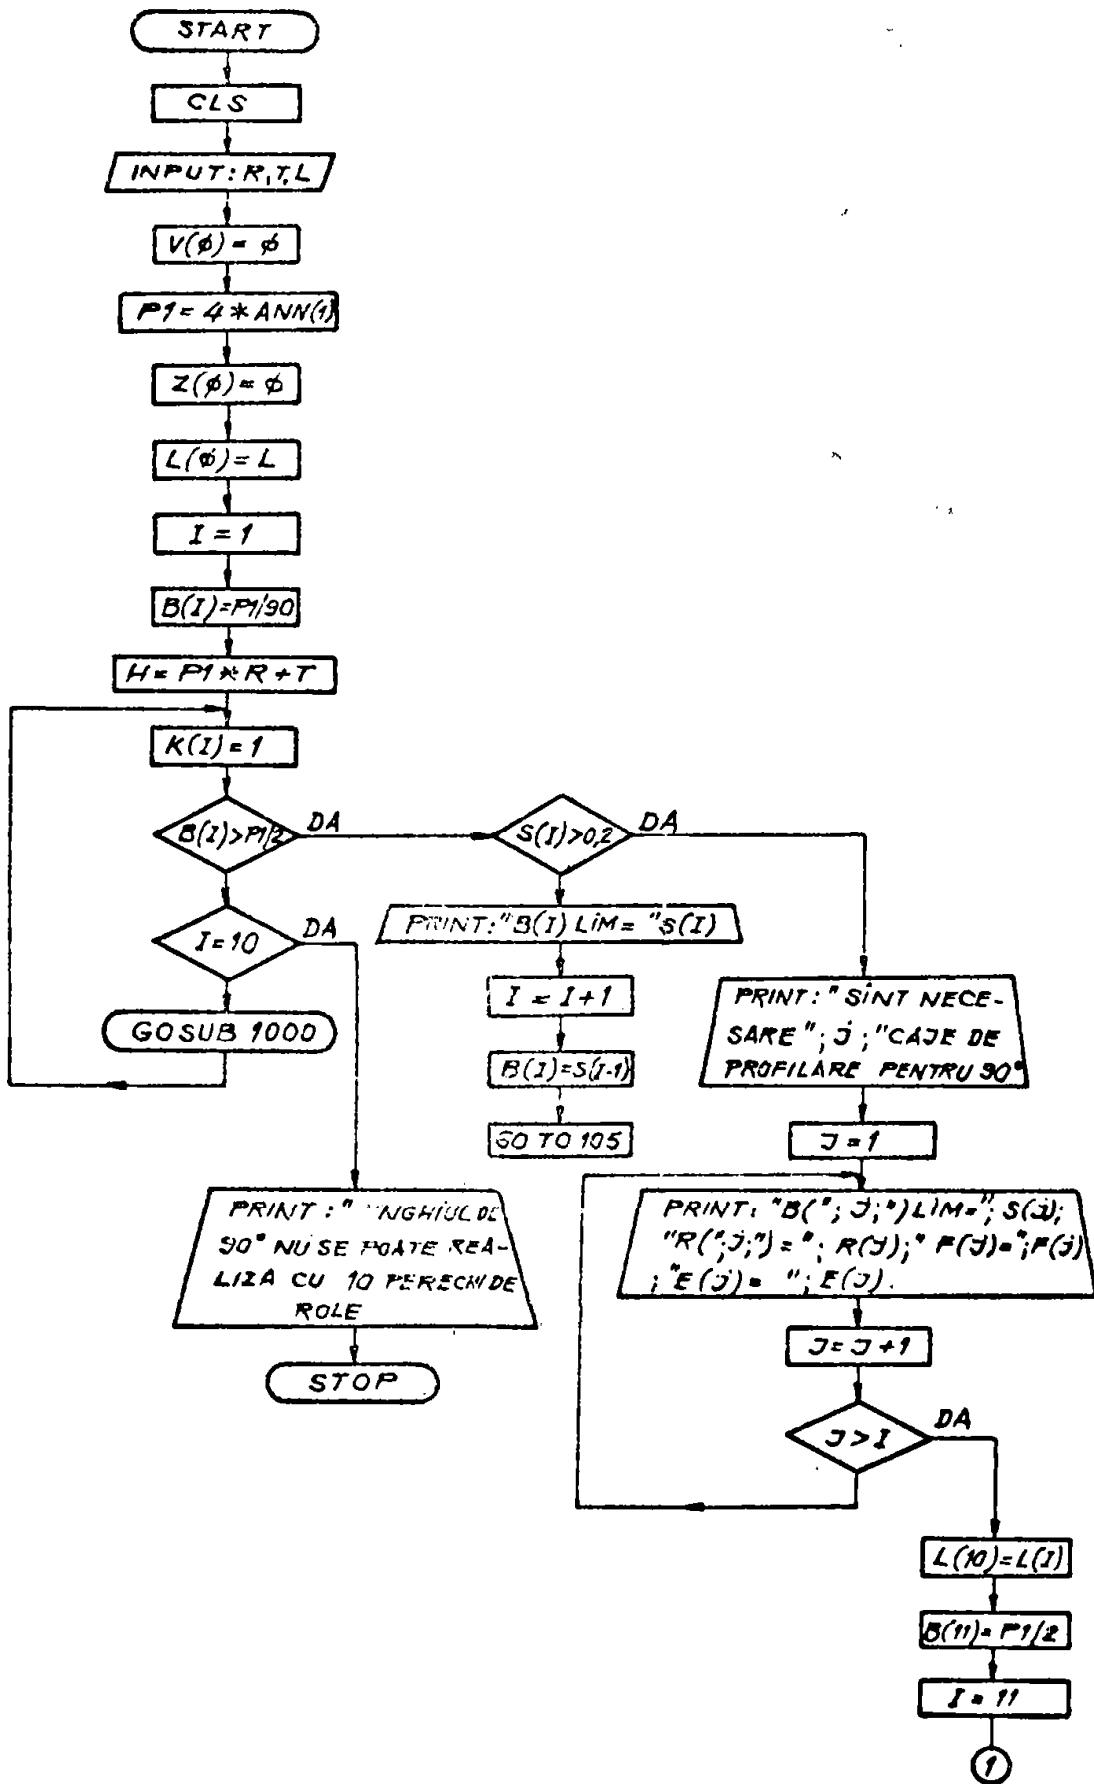 START
CLS
INPUT: R,T,L
V(ø) = ø
P1 = 4 * ANN(1)
Z(ø) = ø
L(ø) = L
I = 1
B(I)=P1/90
H = P1 * R + T
K(I) = 1
B(I)>P1/2
DA
S(I)>0,2
DA
I=10
DA
GOSUB 1000
PRINT:"B(I) LiM= "S(I)
I = I+1
B(I)=S(I-1)
GO TO 105
PRINT: " SiNT NECE-
SARE "; J ; "CAJE DE
PROFILARE PENTRU 90°
J = 1
PRINT : " UNGHIUL DE
90° NU SE POATE REA-
LIZA CU 10 PERECHI DE
ROLE
STOP
PRINT: "B("; J;") LiM="; S(J);
"R(";J;") = "; R(J);" F(J)=";F(J)
; "E(J) = "; E(J).
J= J +1
J > I
DA
L(10)=L(I)
B(11)= P1/2
I = 11
1